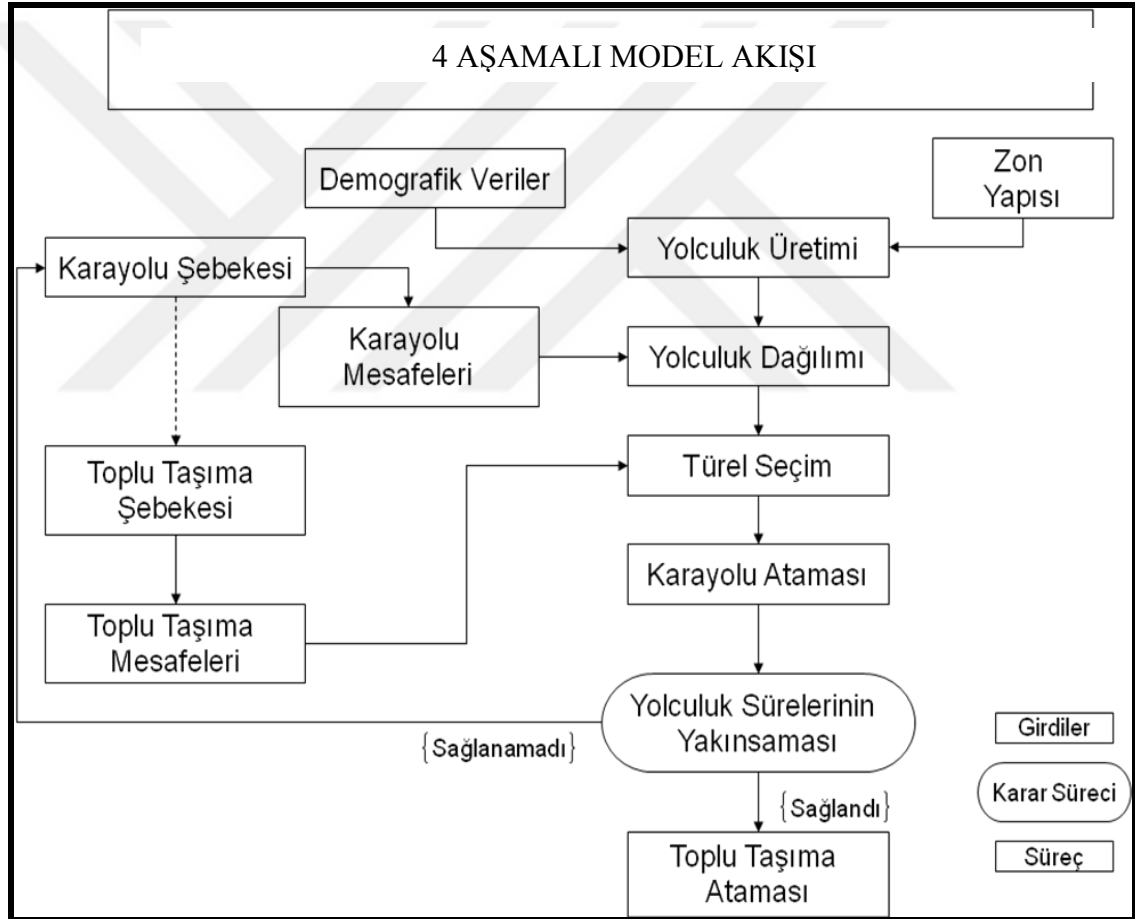 4 AŞAMALI MODEL AKIŞI
Demografik Veriler
Zon
Yapısı
Karayolu Şebekesi
Yolculuk Üretimi
Karayolu
Mesafeleri
Yolculuk Dağılımı
Toplu Taşıma
Şebekesi
Türel Seçim
Karayolu Ataması
Toplu Taşıma
Mesafeleri
Yolculuk Sürelerinin
Yakınsaması
{Sağlanamadı}
{Sağlandı}
Toplu Taşıma
Ataması
Girdiler
Karar Süreci
Süreç